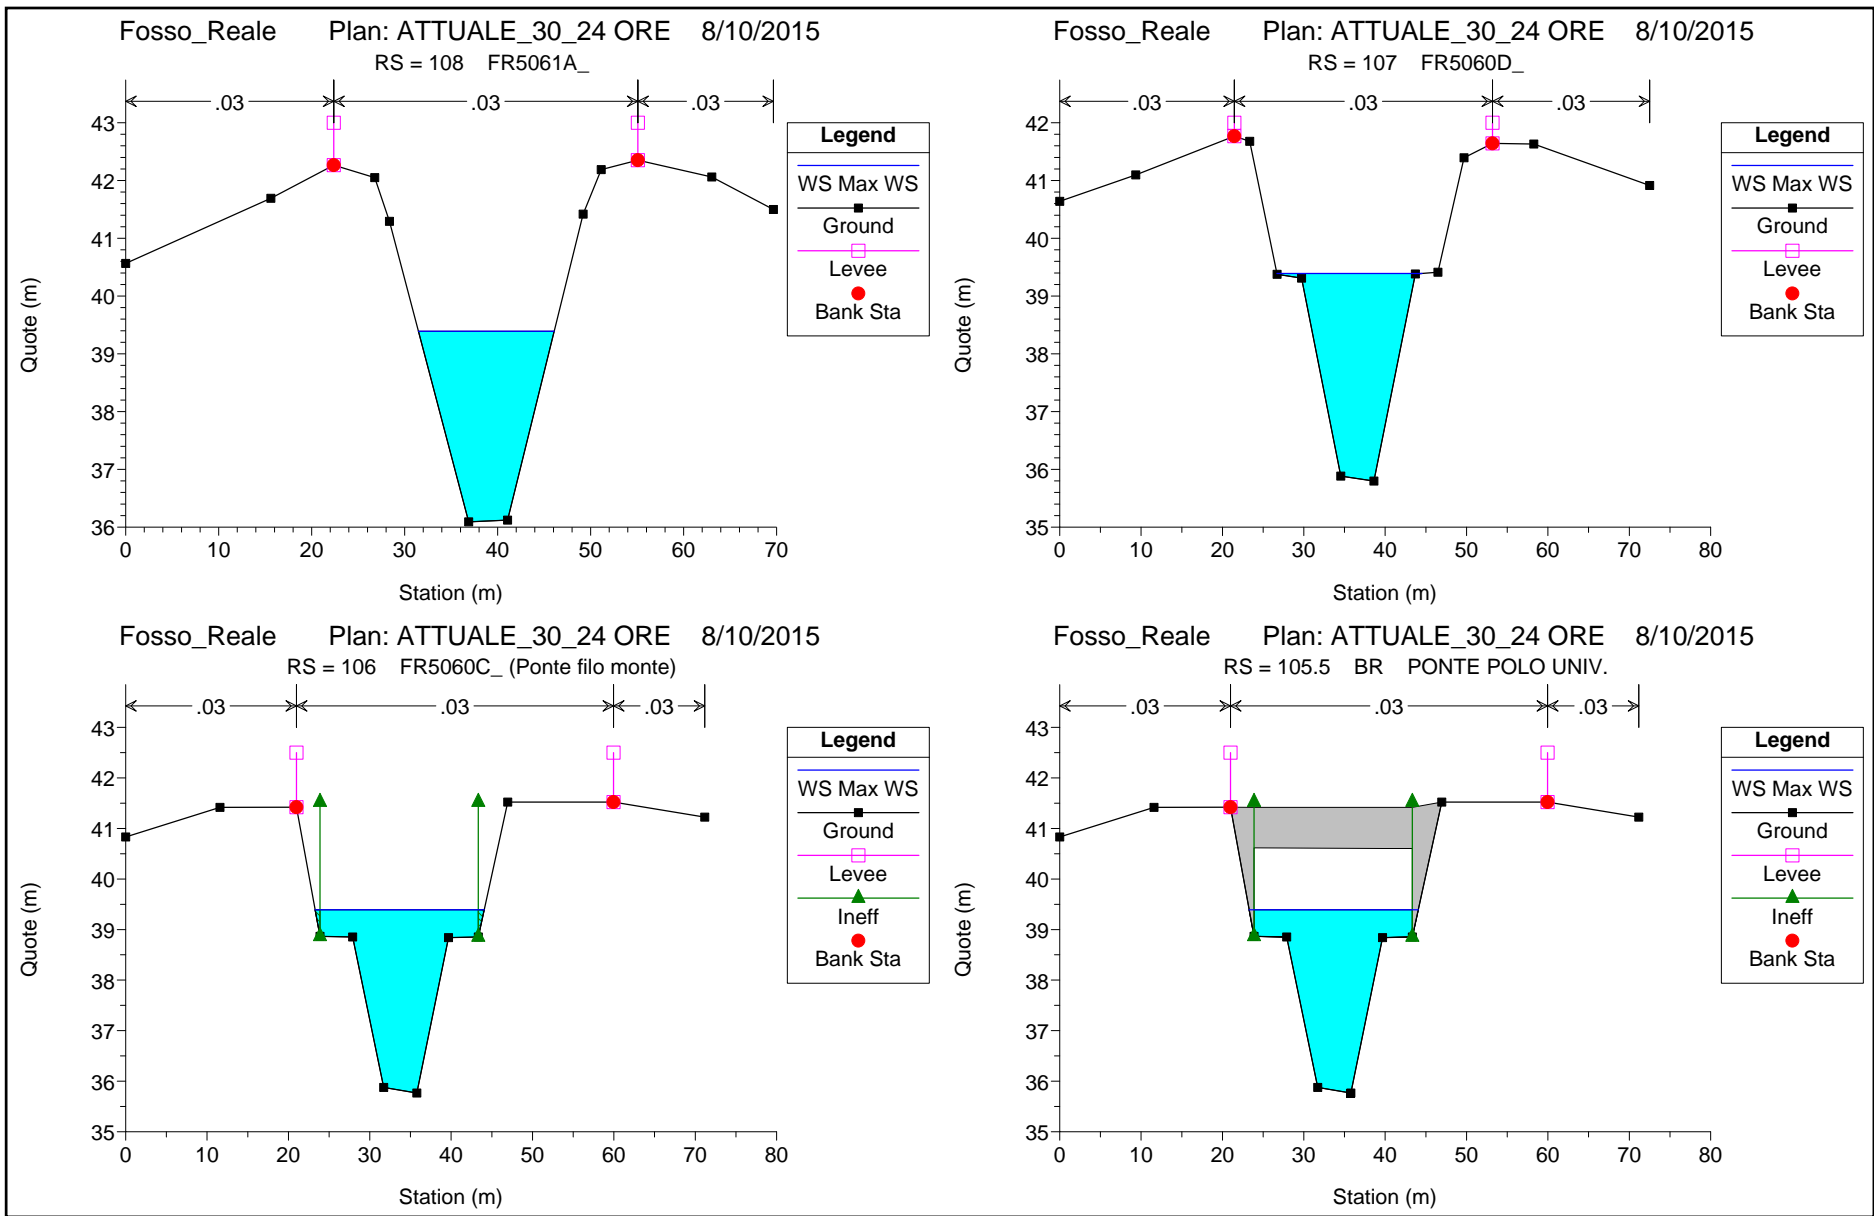 Fosso_Reale Plan: ATTUALE_30_24 ORE 8/10/2015
RS = 108 FR5061A_
.03 .03 .03
43
42
41
40
39
38
37
36
Quote (m)
0 10 20 30 40 50 60 70
Station (m)
Legend
WS Max WS
Ground
Levee
Bank Sta
Fosso_Reale Plan: ATTUALE_30_24 ORE 8/10/2015
RS = 107 FR5060D_
.03 .03 .03
42
41
40
39
38
37
36
35
Quote (m)
0 10 20 30 40 50 60 70 80
Station (m)
Legend
WS Max WS
Ground
Levee
Bank Sta
Fosso_Reale Plan: ATTUALE_30_24 ORE 8/10/2015
RS = 106 FR5060C_ (Ponte filo monte)
.03 .03 .03
43
42
41
40
39
38
37
36
35
Quote (m)
0 10 20 30 40 50 60 70 80
Station (m)
Legend
WS Max WS
Ground
Levee
Ineff
Bank Sta
Fosso_Reale Plan: ATTUALE_30_24 ORE 8/10/2015
RS = 105.5 BR PONTE POLO UNIV.
.03 .03 .03
43
42
41
40
39
38
37
36
35
Quote (m)
0 10 20 30 40 50 60 70 80
Station (m)
Legend
WS Max WS
Ground
Levee
Ineff
Bank Sta